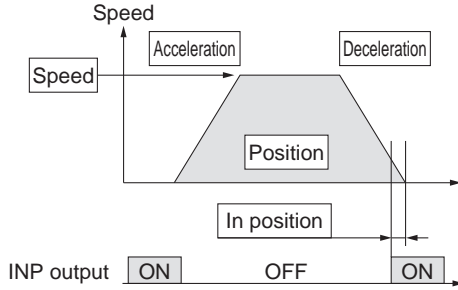 Speed
Acceleration
Deceleration
Speed
Position
In position
INP output ON OFF ON